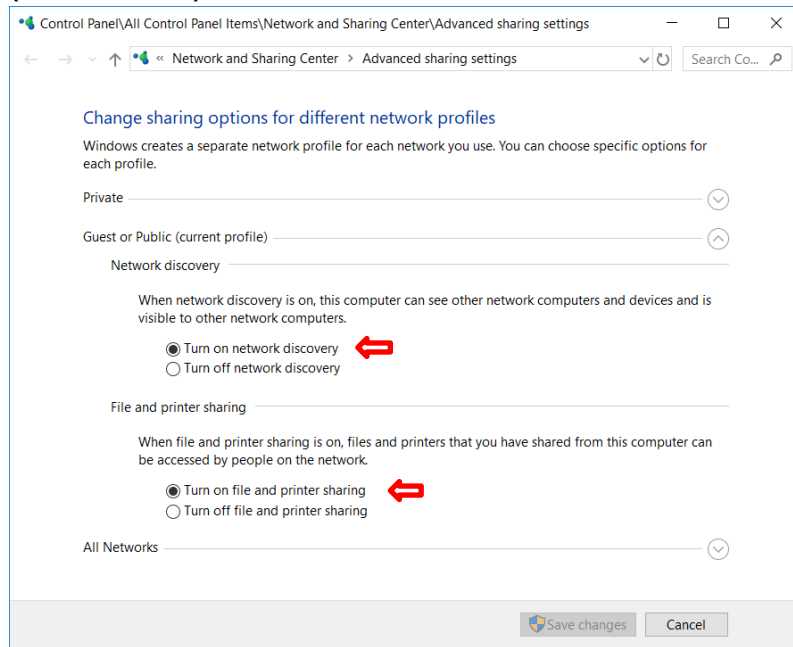 Control Panel\All Control Panel Items\Network and Sharing Center\Advanced sharing settings
« Network and Sharing Center > Advanced sharing settings
Search Co...
Change sharing options for different network profiles
Windows creates a separate network profile for each network you use. You can choose specific options for
each profile.
Private
Guest or Public (current profile)
Network discovery
When network discovery is on, this computer can see other network computers and devices and is
visible to other network computers.
Turn on network discovery
Turn off network discovery
File and printer sharing
When file and printer sharing is on, files and printers that you have shared from this computer can
be accessed by people on the network.
Turn on file and printer sharing
Turn off file and printer sharing
All Networks
Save changes
Cancel